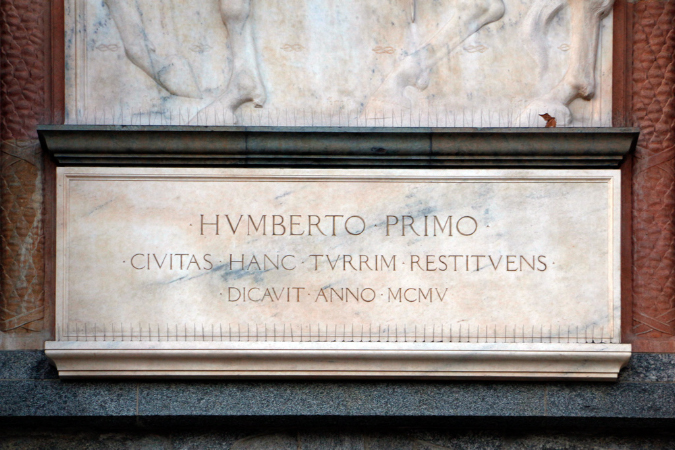 · HVMBERTO · PRIMO ·
· CIVITAS · HANC · TVRRIM · RESTITVENS ·
· DICAVIT · ANNO · MCMV